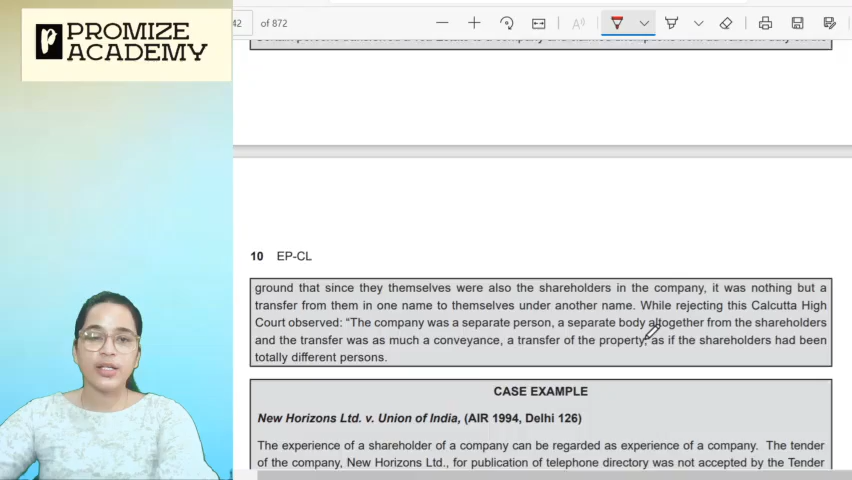 PROMIZE
ACADEMY
42 of 872
10 EP-CL
ground that since they themselves were also the shareholders in the company, it was nothing but a
transfer from them in one name to themselves under another name. While rejecting this Calcutta High
Court observed: “The company was a separate person, a separate body altogether from the shareholders
and the transfer was as much a conveyance, a transfer of the property, as if the shareholders had been
totally different persons.
CASE EXAMPLE
New Horizons Ltd. v. Union of India, (AIR 1994, Delhi 126)
The experience of a shareholder of a company can be regarded as experience of a company. The tender
of the company, New Horizons Ltd., for publication of telephone directory was not accepted by the Tender